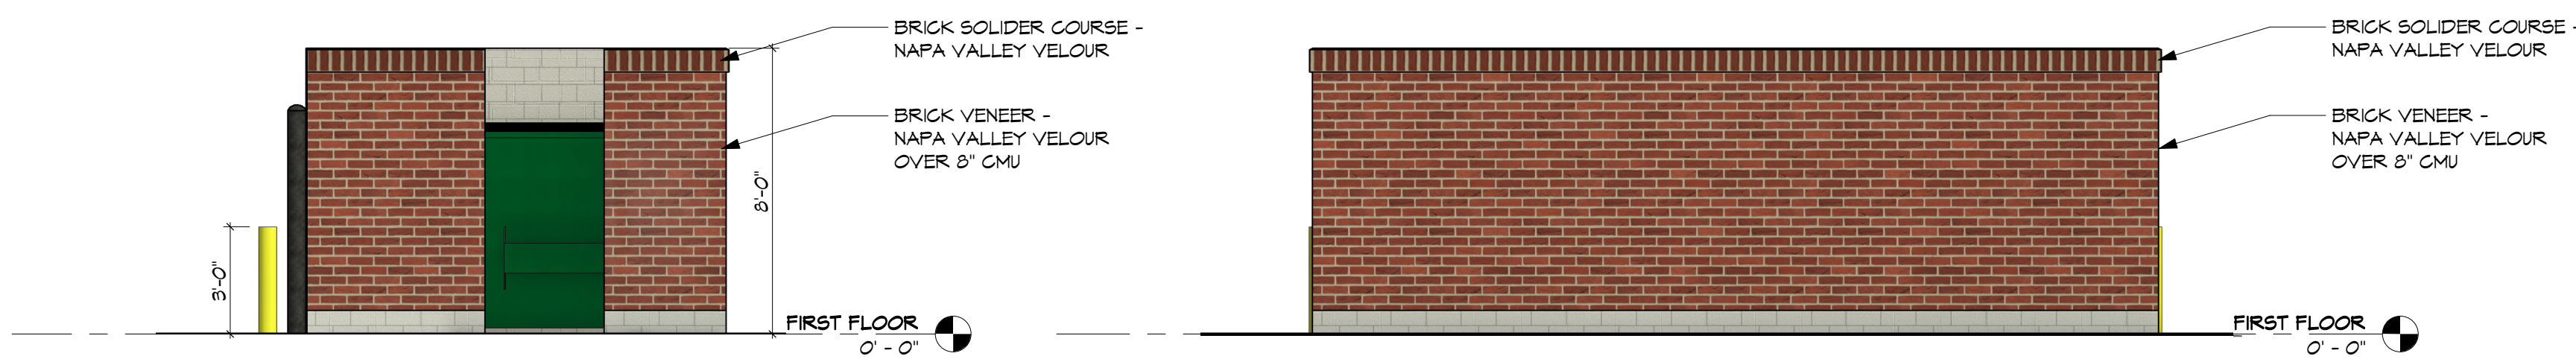 BRICK SOLIDER COURSE -
NAPA VALLEY VELOUR
BRICK VENEER -
NAPA VALLEY VELOUR
OVER 8" CMU
8'-0"
3'-0"
FIRST FLOOR
0' - 0"
BRICK SOLIDER COURSE -
NAPA VALLEY VELOUR
BRICK VENEER -
NAPA VALLEY VELOUR
OVER 8" CMU
FIRST FLOOR
0' - 0"